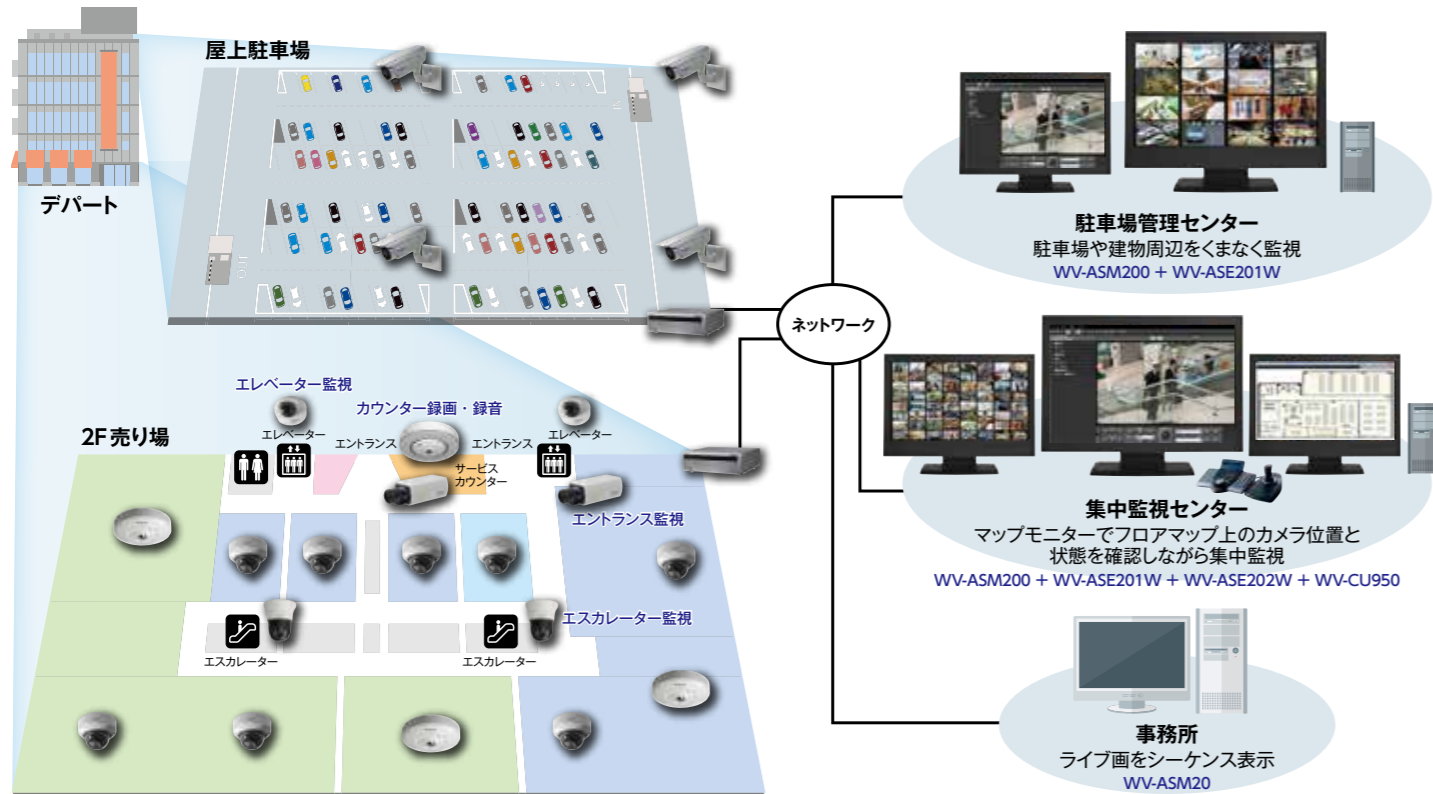 屋上駐車場
デパート
駐車場管理センター
駐車場や建物周辺をくまなく監視
WV-ASM200 + WV-ASE201W
ネットワーク
エレベーター監視
カウンター録画・録音
2F売り場
エレベーター
エントランス
エントランス
エレベーター
サービス
カウンター
エントランス監視
エスカレーター監視
エスカレーター
エスカレーター
集中監視センター
マップモニターでフロアマップ上のカメラ位置と
状態を確認しながら集中監視
WV-ASM200 + WV-ASE201W + WV-ASE202W + WV-CU950
事務所
ライブ画をシーケンス表示
WV-ASM20